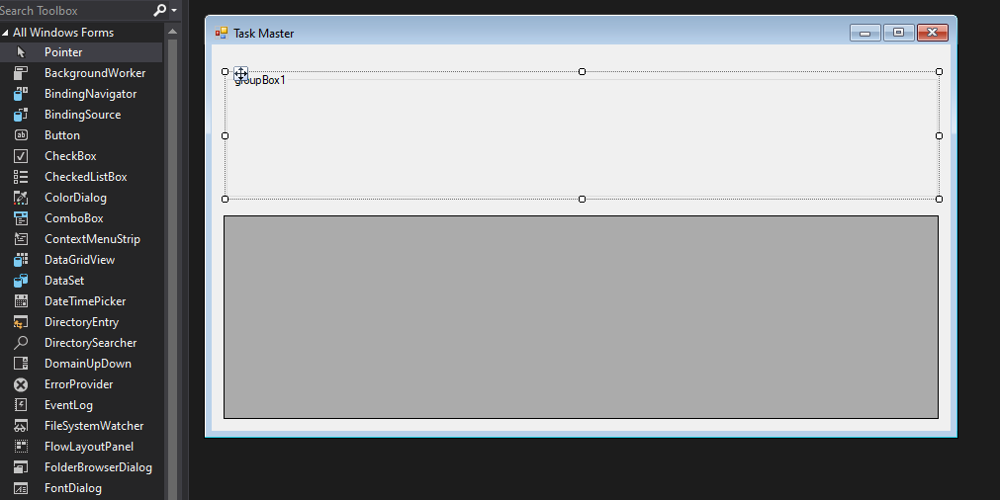 Search Toolbox
All Windows Forms
Pointer
BackgroundWorker
BindingNavigator
BindingSource
Button
CheckBox
CheckedListBox
ColorDialog
ComboBox
ContextMenuStrip
DataGridView
DataSet
DateTimePicker
DirectoryEntry
DirectorySearcher
DomainUpDown
ErrorProvider
EventLog
FileSystemWatcher
FlowLayoutPanel
FolderBrowserDialog
FontDialog
Task Master
groupBox1